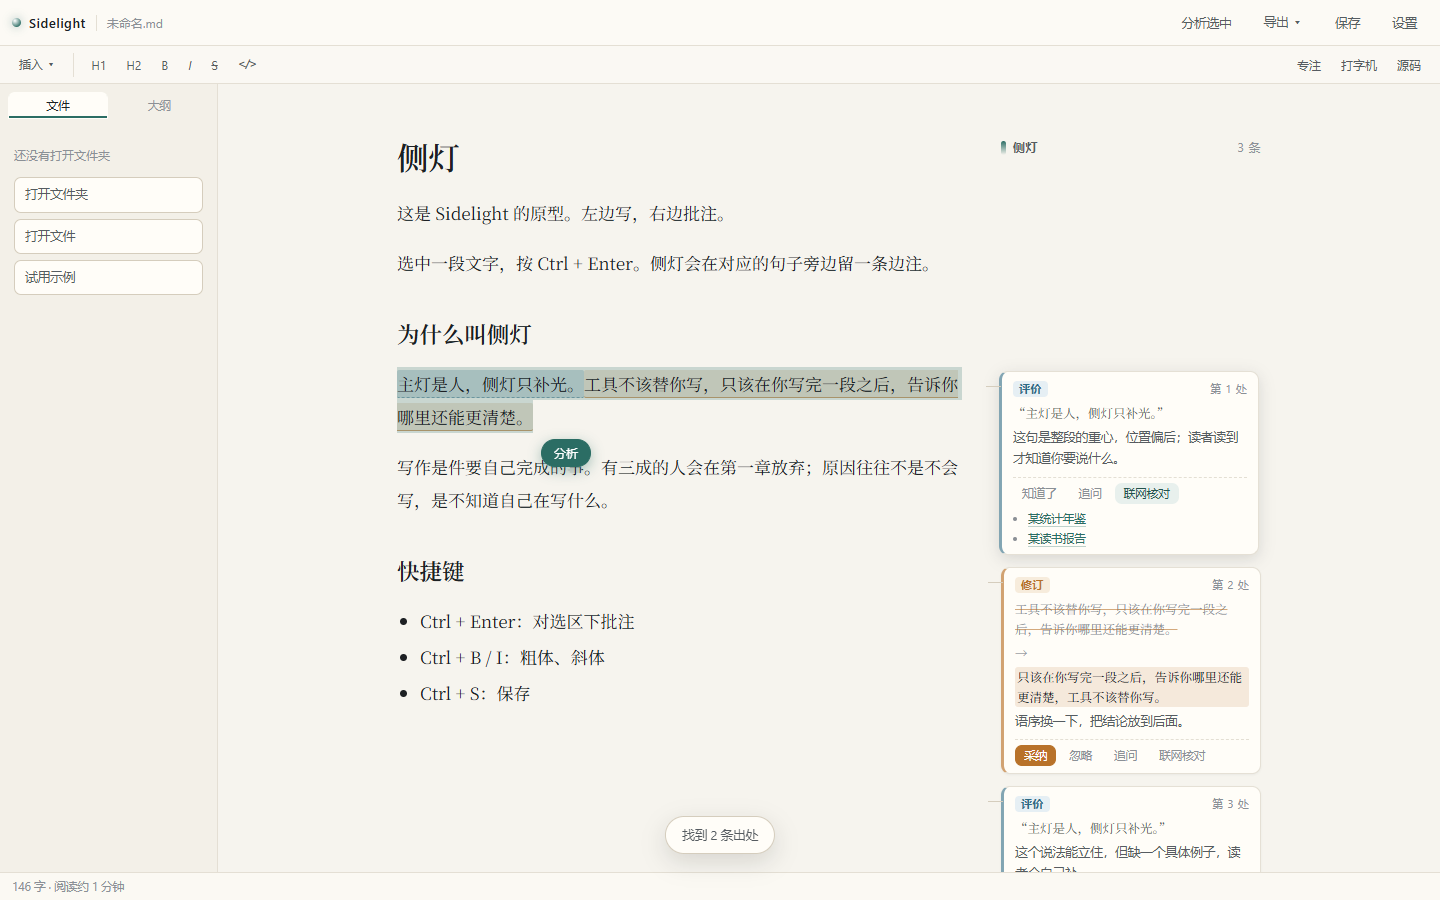 Sidelight
未命名.md
分析选中
导出
保存
设置
插入
H1
H2
B
I
S
</>
专注
打字机
源码
文件
大纲
还没有打开文件夹
打开文件夹
打开文件
试用示例
侧灯
这是 Sidelight 的原型。左边写，右边批注。
选中一段文字，按 Ctrl + Enter。侧灯会在对应的句子旁边留一条边注。
为什么叫侧灯
主灯是人，侧灯只补光。工具不该替你写，只该在你写完一段之后，告诉你
哪里还能更清楚。
分析
写作是件要自己完成的事。有三成的人会在第一章放弃；原因往往不是不会
写，是不知道自己在写什么。
快捷键
Ctrl + Enter：对选区下批注
Ctrl + B / I：粗体、斜体
Ctrl + S：保存
侧灯
3 条
评价
第 1 处
“主灯是人，侧灯只补光。”
这句是整段的重心，位置偏后；读者读到
才知道你要说什么。
知道了
追问
联网核对
某统计年鉴
某读书报告
修订
第 2 处
工具不该替你写，只该在你写完一段之
后，告诉你哪里还能更清楚。
→
只该在你写完一段之后，告诉你哪里还能
更清楚，工具不该替你写。
语序换一下，把结论放到后面。
采纳
忽略
追问
联网核对
评价
第 3 处
“主灯是人，侧灯只补光。”
这个说法能立住，但缺一个具体例子，读
找到 2 条出处
146 字 · 阅读约 1 分钟